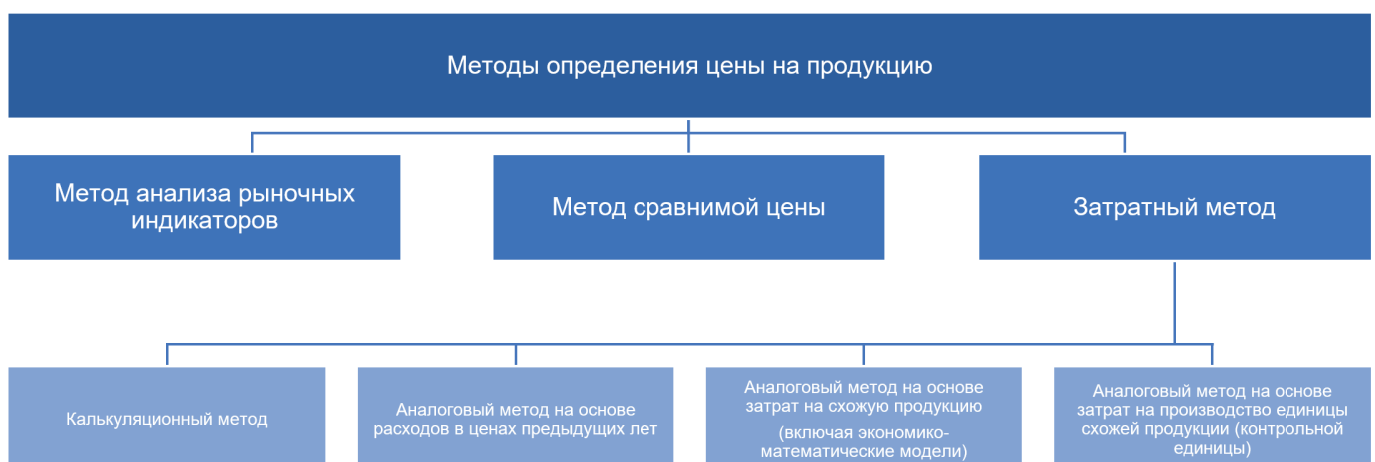 Методы определения цены на продукцию
Метод анализа рыночных
индикаторов
Метод сравнимой цены
Затратный метод
Калькуляционный метод
Аналоговый метод на основе
расходов в ценах предыдущих лет
Аналоговый метод на основе
затрат на схожую продукцию
(включая экономико-
математические модели)
Аналоговый метод на основе
затрат на производство единицы
схожей продукции (контрольной
единицы)